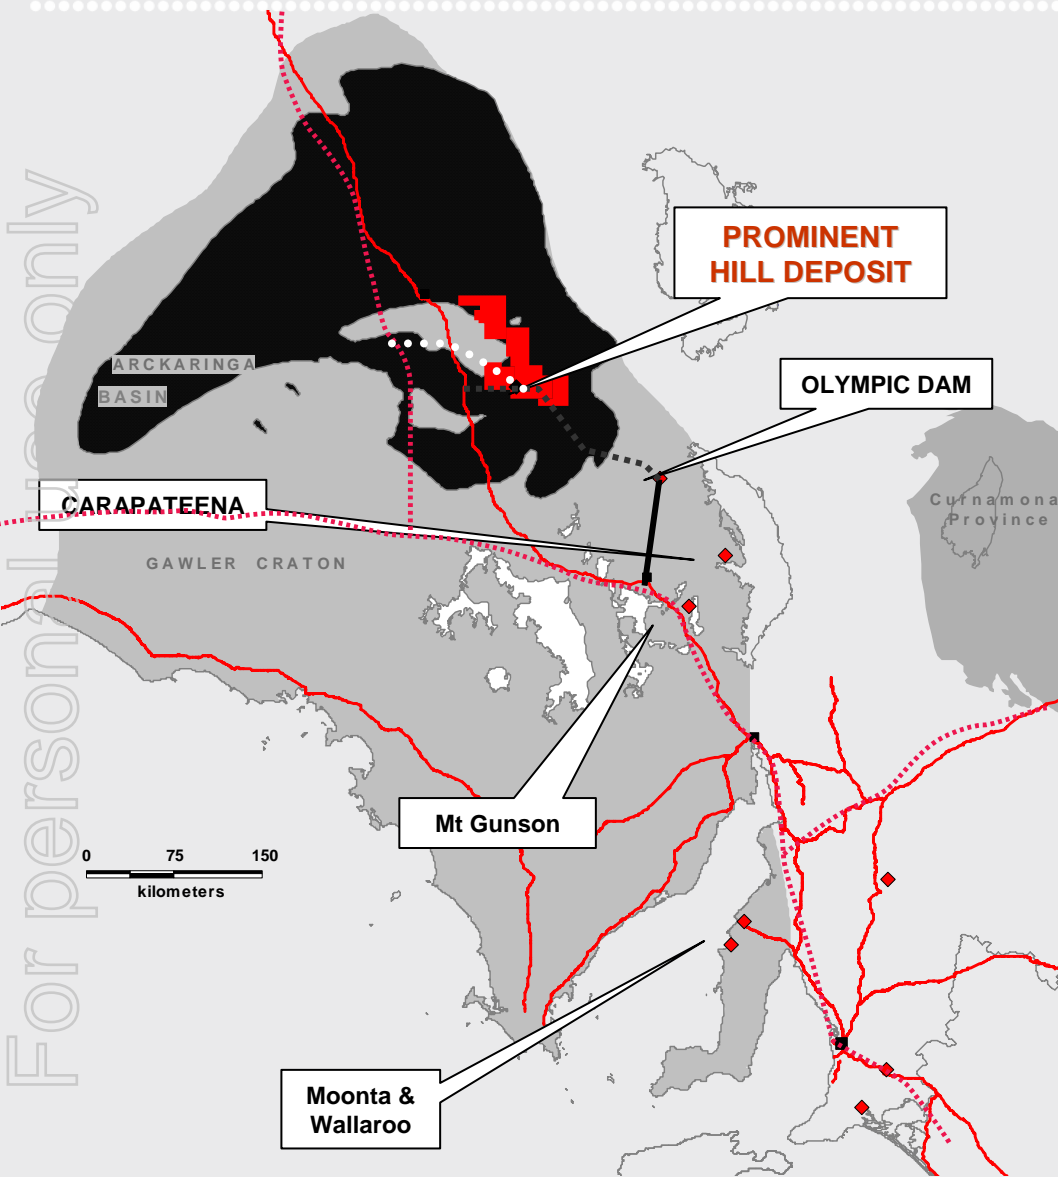 For personal use only
PROMINENT
HILL DEPOSIT
ARCKARINGA
BASIN
OLYMPIC DAM
CARAPATEENA
Curnamona
Province
GAWLER CRATON
Mt Gunson
0 75 150
kilometers
Moonta &
Wallaroo